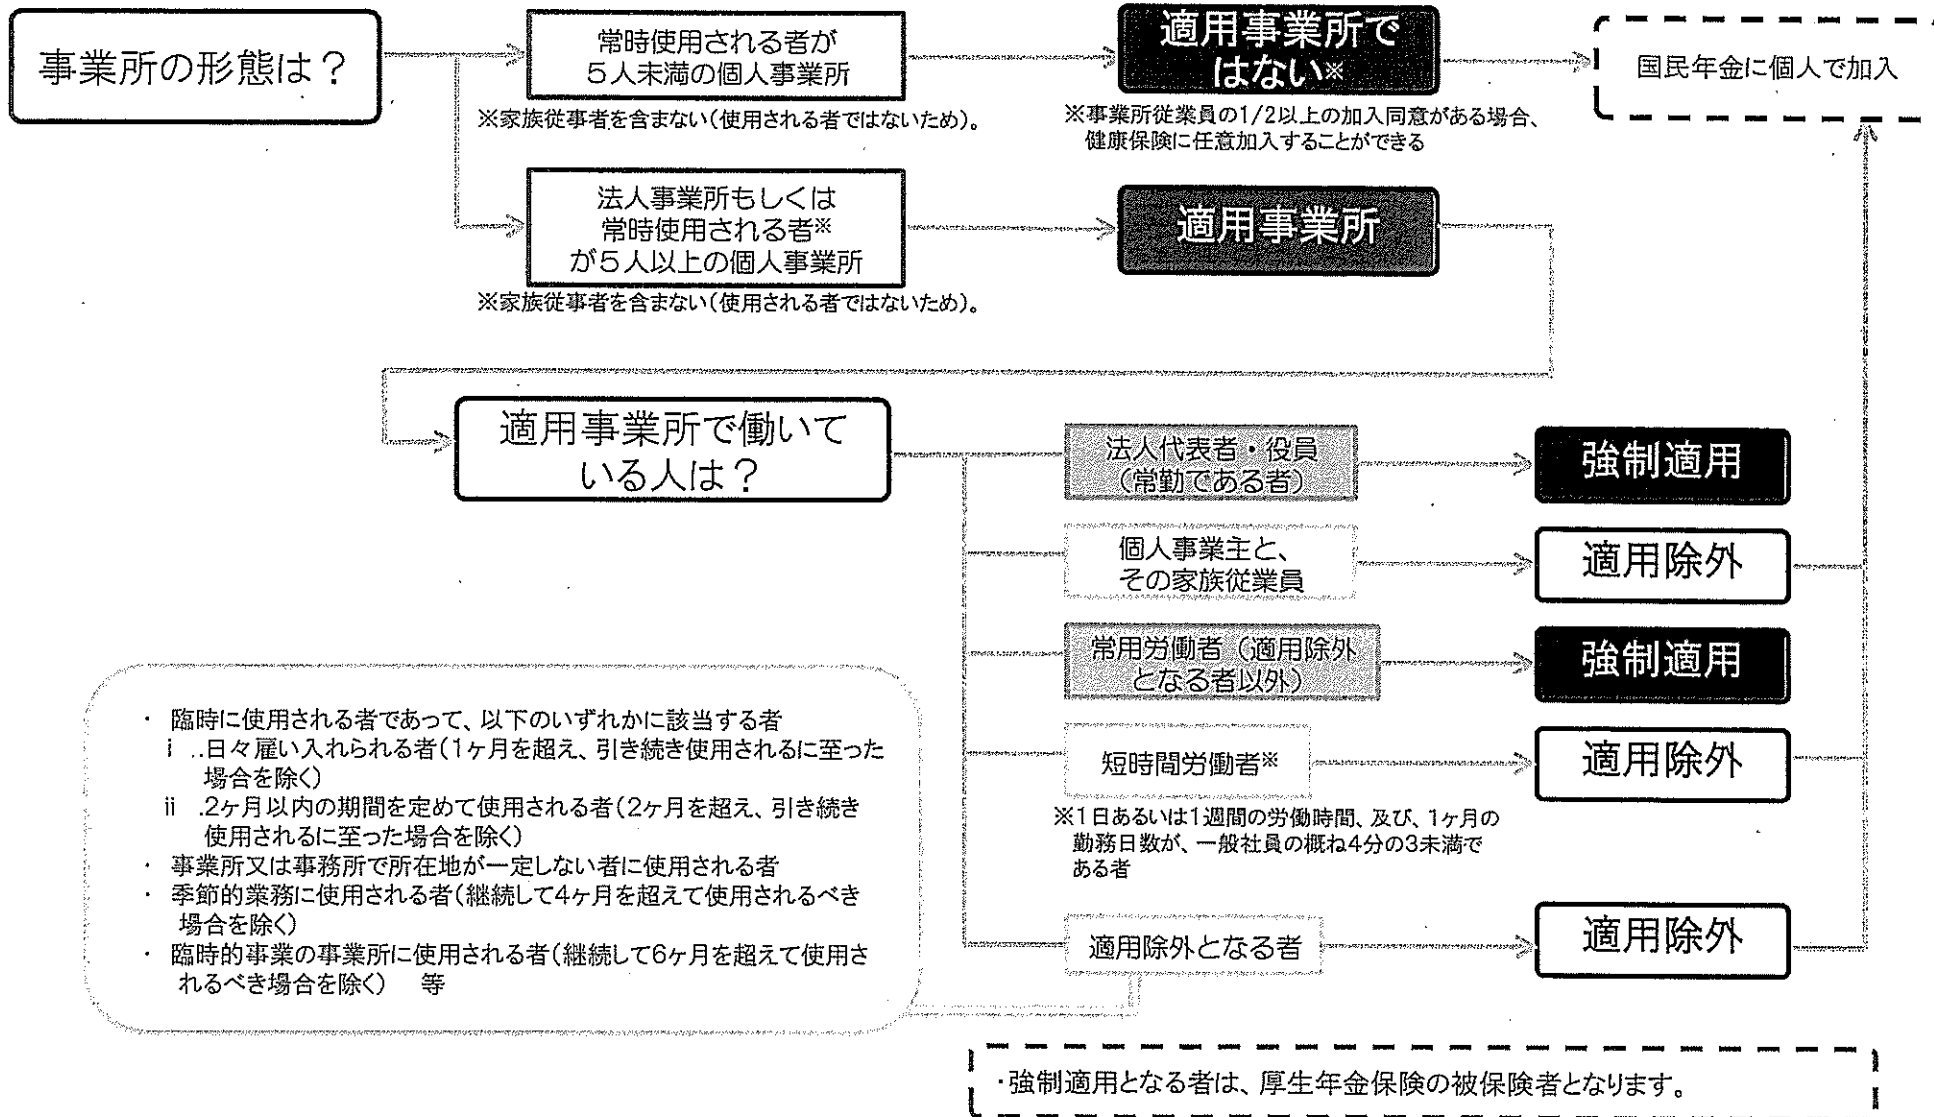 事業所の形態は？
常時使用される者が
５人未満の個人事業所
※家族従事者を含まない（使用される者ではないため）。
適用事業所で
はない※
※事業所従業員の1/2以上の加入同意がある場合、
健康保険に任意加入することができる
国民年金に個人で加入
法人事業所もしくは
常時使用される者※
が５人以上の個人事業所
※家族従事者を含まない（使用される者ではないため）。
適用事業所
適用事業所で働いて
いる人は？
法人代表者・役員
（常勤である者）
強制適用
個人事業主と、
その家族従業員
適用除外
常用労働者（適用除外
となる者以外）
強制適用
短時間労働者※
適用除外
※１日あるいは１週間の労働時間、及び、1ヶ月の
勤務日数が、一般社員の概ね4分の3未満で
ある者
適用除外となる者
適用除外
・ 臨時に使用される者であって、以下のいずれかに該当する者
ⅰ ..日々雇い入れられる者（1ヶ月を超え、引き続き使用されるに至った
場合を除く）
ⅱ .2ヶ月以内の期間を定めて使用される者（2ヶ月を超え、引き続き
使用されるに至った場合を除く）
・ 事業所又は事務所で所在地が一定しない者に使用される者
・ 季節的業務に使用される者（継続して4ヶ月を超えて使用されるべき
場合を除く）
・ 臨時的事業の事業所に使用される者（継続して6ヶ月を超えて使用さ
れるべき場合を除く） 等
・強制適用となる者は、厚生年金保険の被保険者となります。